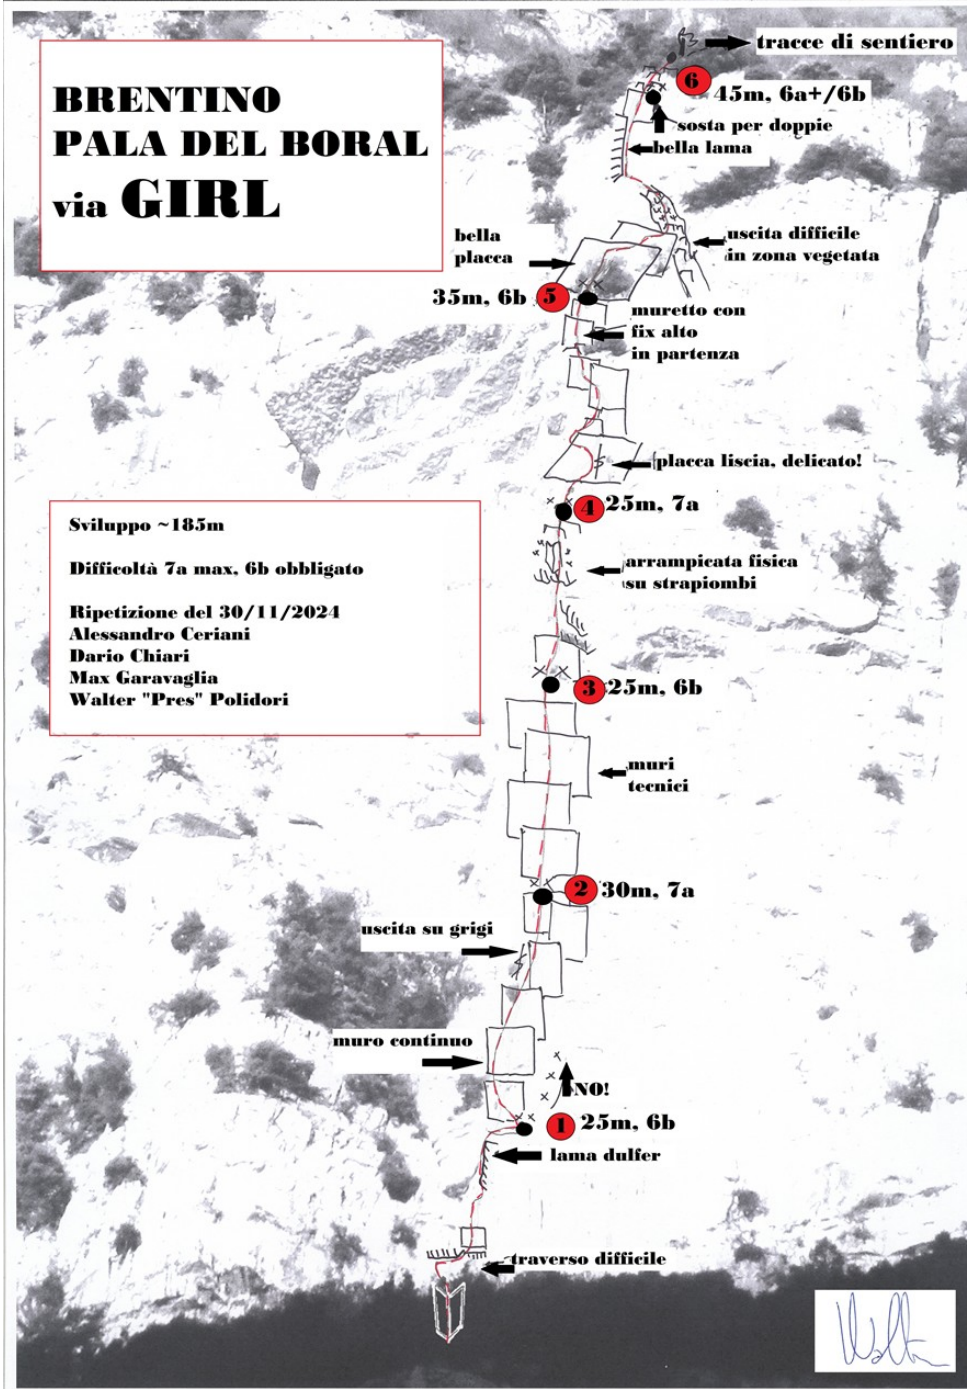 BRENTINO
PALA DEL BORAL
via GIRL
tracce di sentiero
6
45m, 6a+/6b
sosta per doppie
bella lama
uscita difficile
in zona vegetata
bella
placca
35m, 6b
5
muretto con
fix alto
in partenza
placca liscia, delicato!
4
25m, 7a
Sviluppo ~185m
Difficoltà 7a max, 6b obbligato
Ripetizione del 30/11/2024
Alessandro Ceriani
Dario Chiari
Max Garavaglia
Walter "Pres" Polidori
arrampicata fisica
su strapiombi
3
25m, 6b
muri
tecnici
2
30m, 7a
uscita su grigi
muro continuo
NO!
1
25m, 6b
lama dulfer
traverso difficile